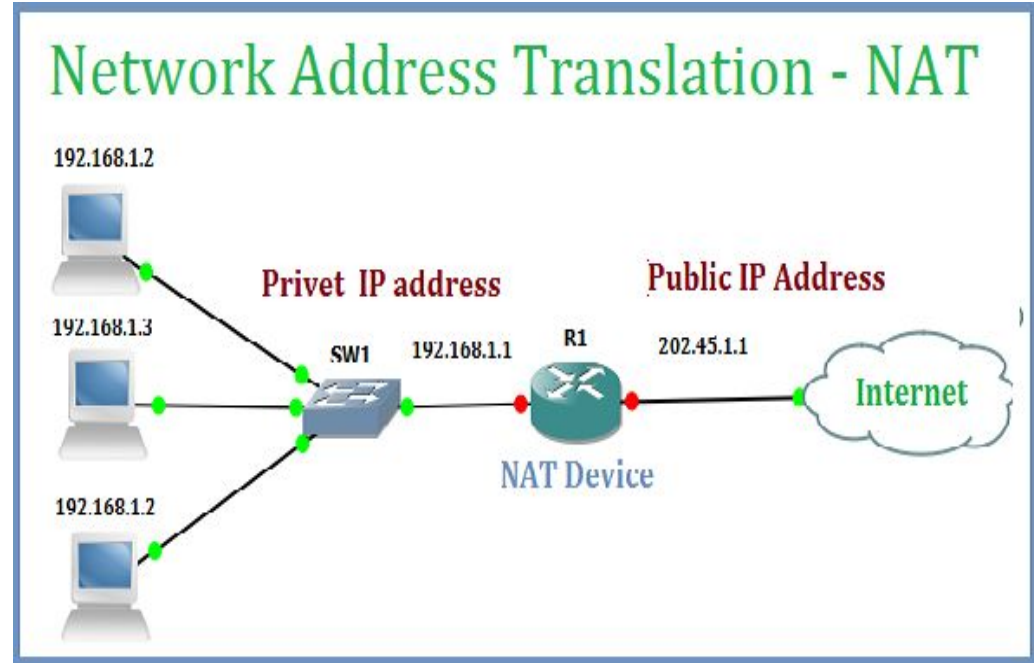 Network Address Translation - NAT
192.168.1.2
Privet IP address
Public IP Address
192.168.1.3
SW1
192.168.1.1
R1
202.45.1.1
Internet
NAT Device
192.168.1.2